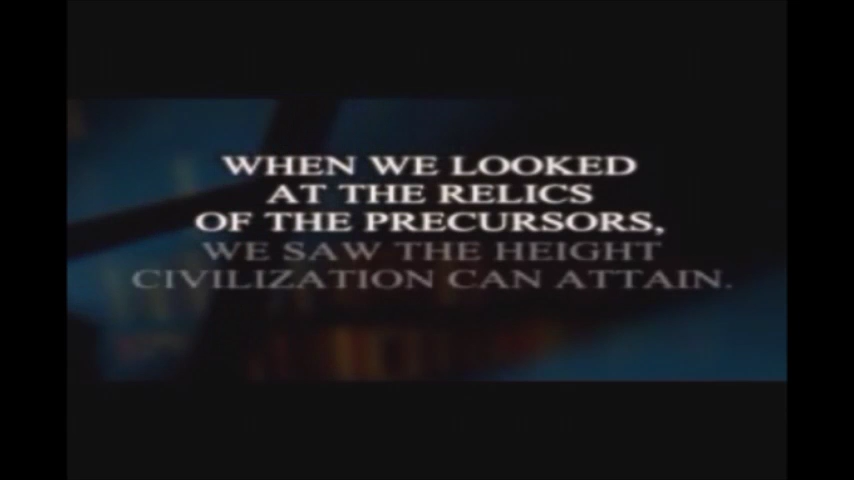 WHEN WE LOOKED
AT THE RELICS
OF THE PRECURSORS,
WE SAW THE HEIGHT
CIVILIZATION CAN ATTAIN.